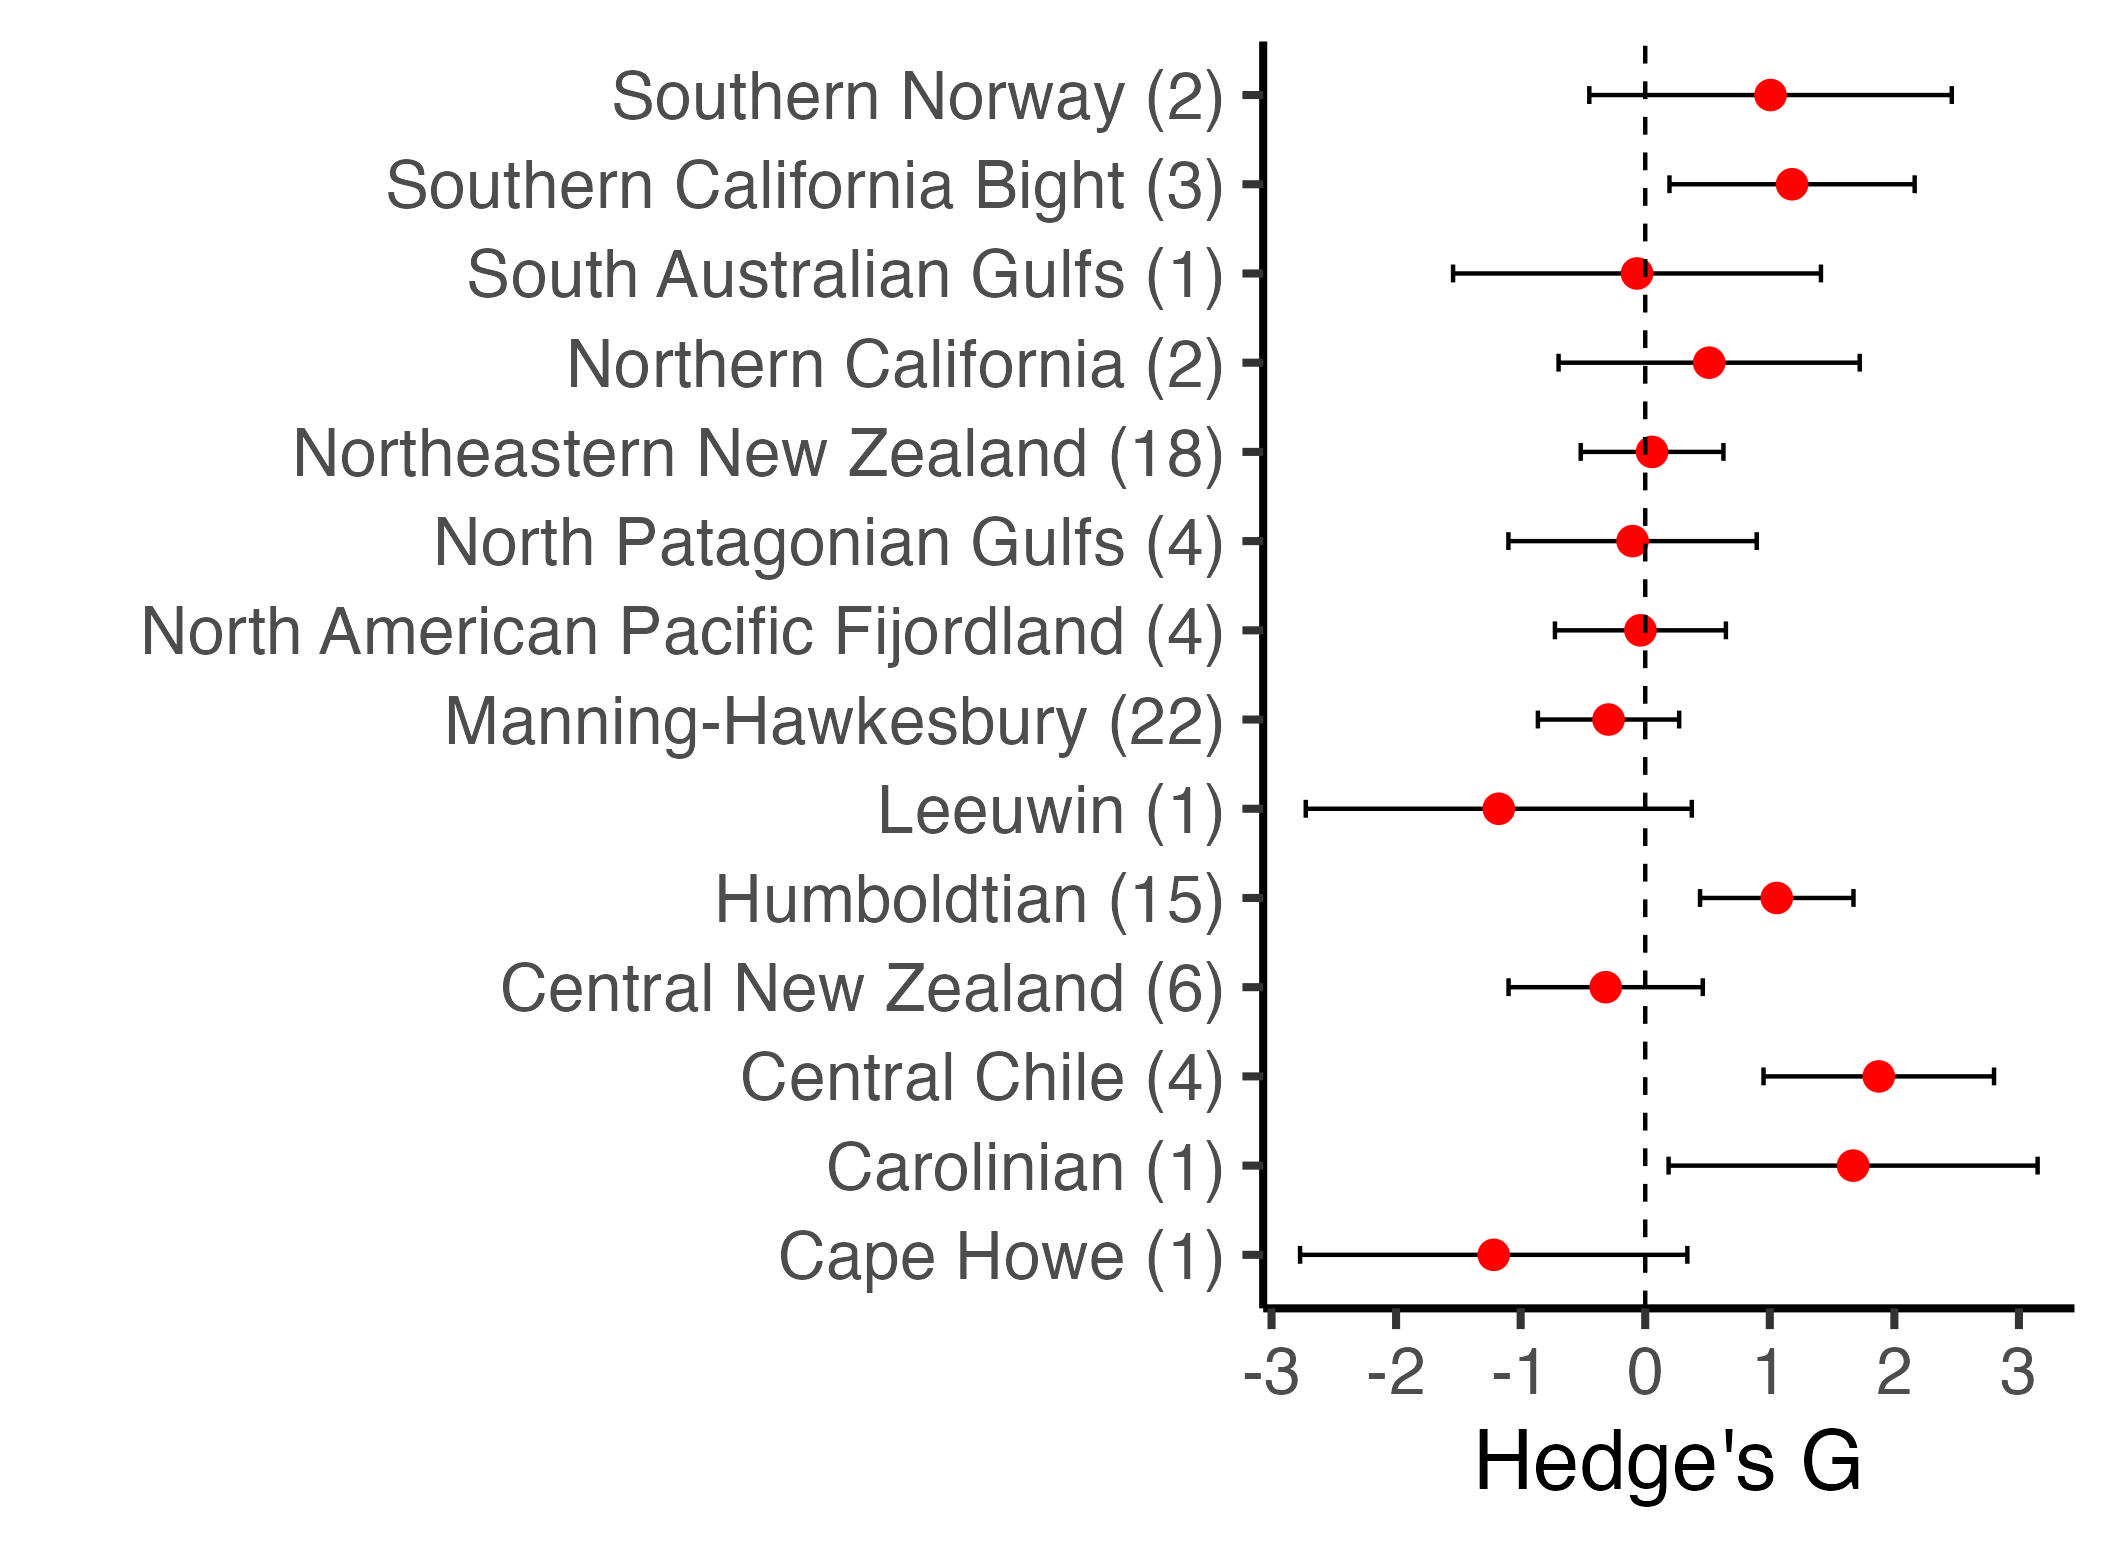 Southern Norway (2)
Southern California Bight (3)
South Australian Gulfs (1)
Northern California (2)
Northeastern New Zealand (18)
North Patagonian Gulfs (4)
North American Pacific Fijordland (4)
Manning-Hawkesbury (22)
Leeuwin (1)
Humboldtian (15)
Central New Zealand (6)
Central Chile (4)
Carolinian (1)
Cape Howe (1)
-3 -2 -1 0 1 2 3
Hedge's G